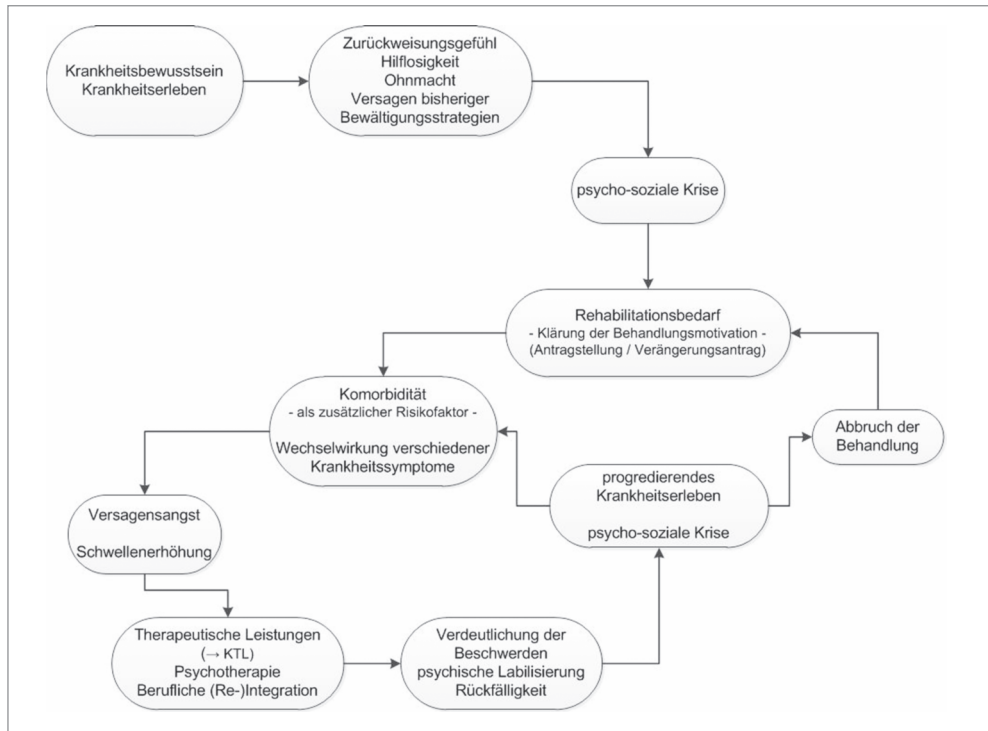 Krankheitsbewusstsein
Krankheitserleben
Zurückweisungsgefühl
Hilflosigkeit
Ohnmacht
Versagen bisheriger
Bewältigungsstrategien
psycho-soziale Krise
Rehabilitationsbedarf
- Klärung der Behandlungsmotivation -
(Antragstellung / Verängerungsantrag)
Komorbidität
- als zusätzlicher Risikofaktor -
Wechselwirkung verschiedener
Krankheitssymptome
Abbruch der
Behandlung
progredierendes
Krankheitserleben
psycho-soziale Krise
Versagensangst
Schwellenerhöhung
Therapeutische Leistungen
(→ KTL)
Psychotherapie
Berufliche (Re-)Integration
Verdeutlichung der
Beschwerden
psychische Labilisierung
Rückfälligkeit